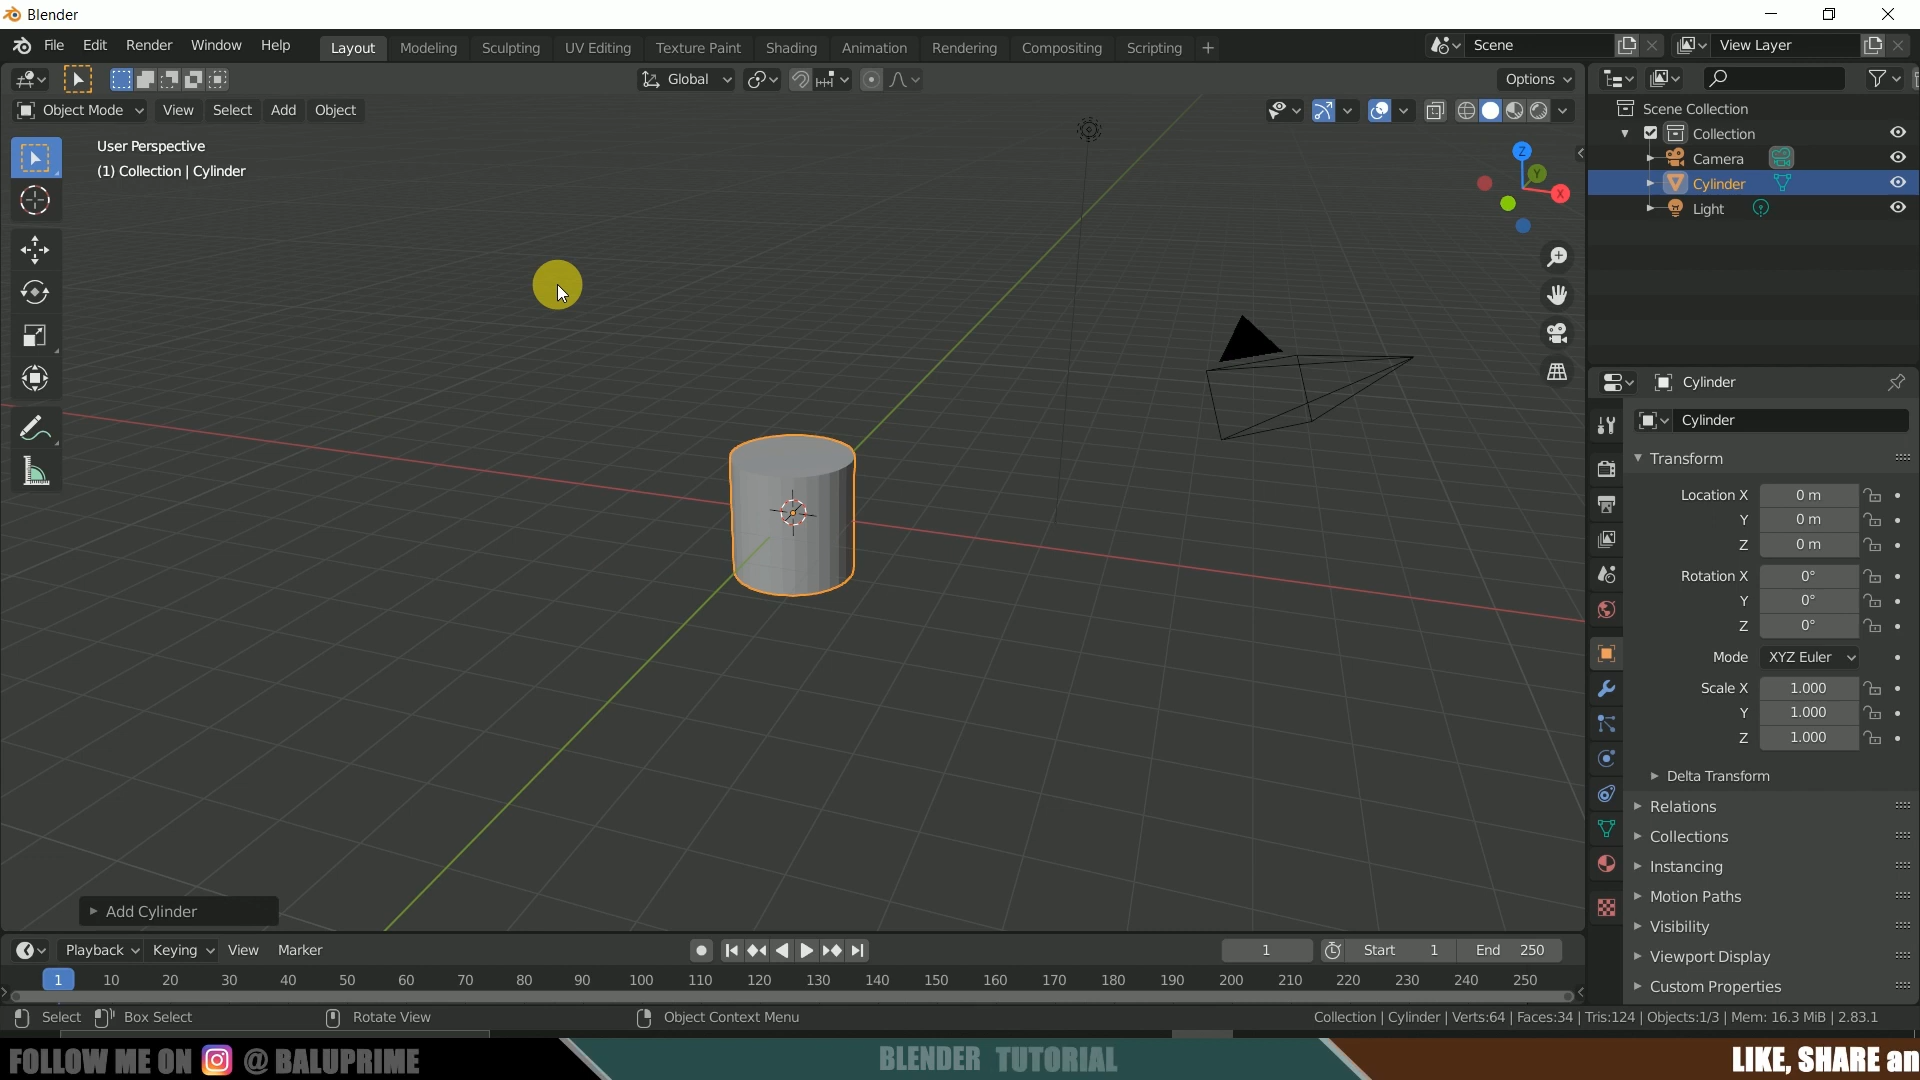 Blender
File Edit Render Window Help Layout Modeling Sculpting UV Editing Texture Paint Shading Animation Rendering Compositing Scripting + Scene View Layer
Global Options
Object Mode View Select Add Object
User Perspective
(1) Collection | Cylinder
Z
Y
X
Scene Collection
Collection
Camera
Cylinder
Light
Cylinder
Cylinder
Transform
Location X 0 m
Y 0 m
Z 0 m
Rotation X 0°
Y 0°
Z 0°
Mode XYZ Euler
Scale X 1.000
Y 1.000
Z 1.000
Delta Transform
Relations
Collections
Instancing
Motion Paths
Visibility
Viewport Display
Custom Properties
Add Cylinder
Playback Keying View Marker 1 Start 1 End 250
1 10 20 30 40 50 60 70 80 90 100 110 120 130 140 150 160 170 180 190 200 210 220 230 240 250
Select Box Select Rotate View Object Context Menu Collection | Cylinder | Verts:64 | Faces:34 | Tris:124 | Objects:1/3 | Mem: 16.3 MiB | 2.83.1
FOLLOW ME ON @ BALUPRIME BLENDER TUTORIAL LIKE, SHARE an